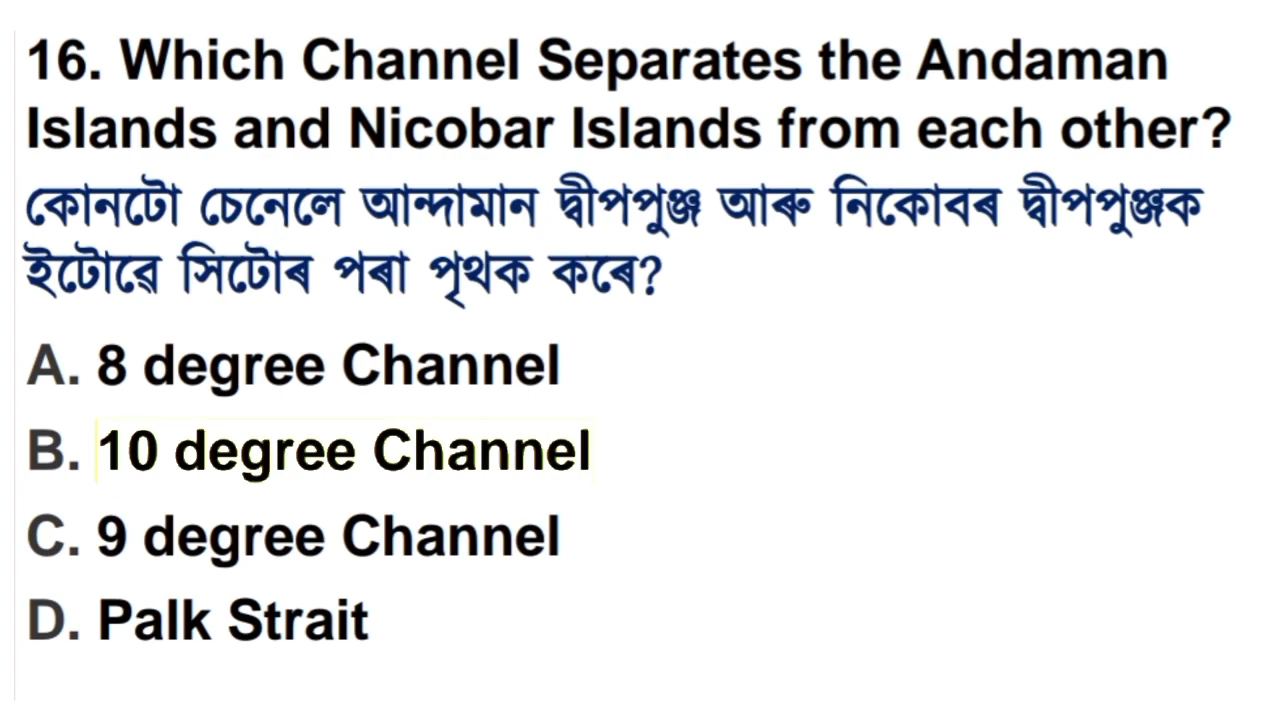 16. Which Channel Separates the Andaman
Islands and Nicobar Islands from each other?
কোনটো চেনেলে আন্দামান দ্বীপপুঞ্জ আৰু নিকোবৰ দ্বীপপুঞ্জক
ইটোৱে সিটোৰ পৰা পৃথক কৰে?
A. 8 degree Channel
B. 10 degree Channel
C. 9 degree Channel
D. Palk Strait